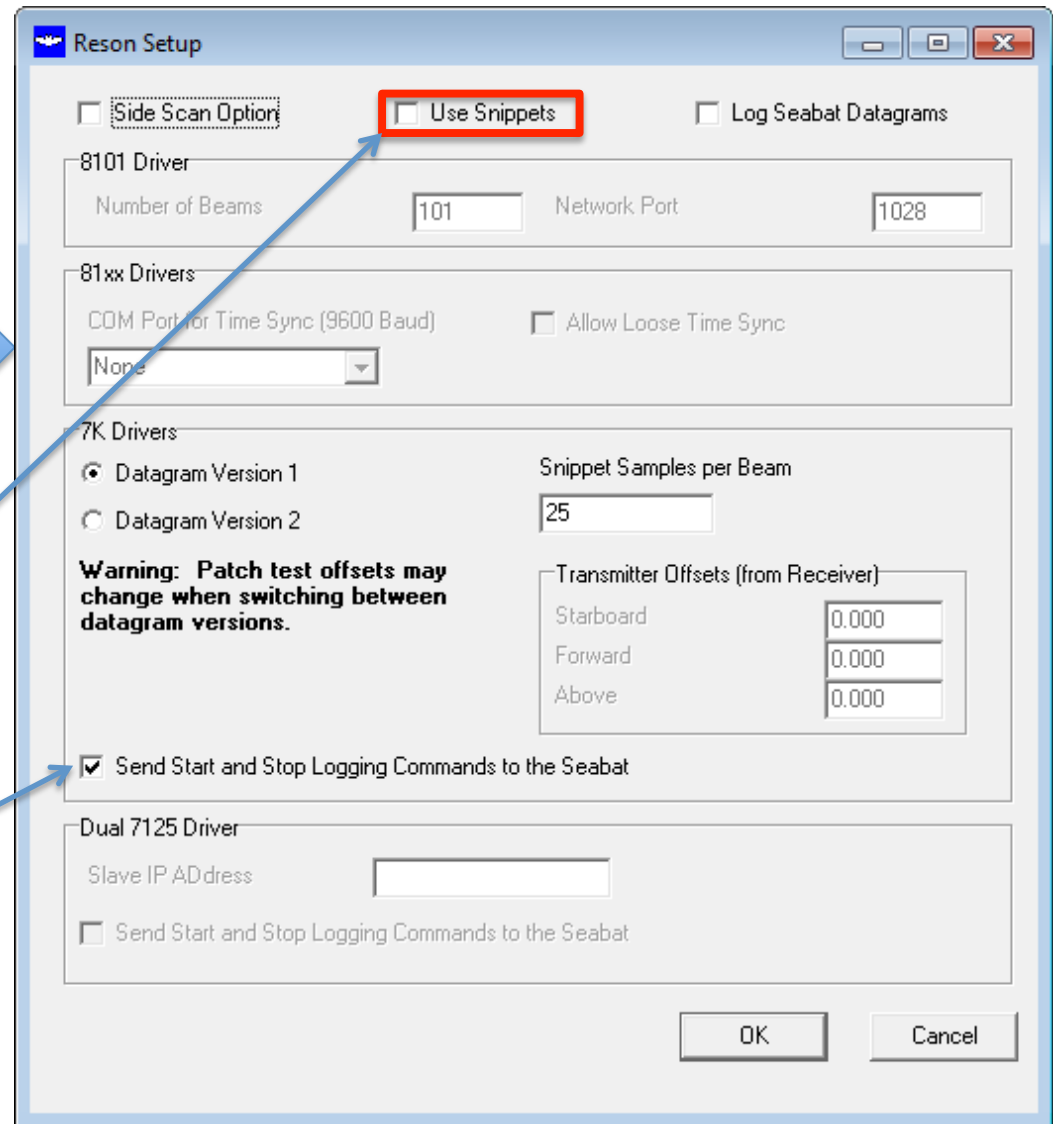 Reson Setup
Side Scan Option
Use Snippets
Log Seabat Datagrams
8101 Driver
Number of Beams
101
Network Port
1028
81xx Drivers
COM Port for Time Sync (9600 Baud)
Allow Loose Time Sync
None
7K Drivers
Datagram Version 1
Snippet Samples per Beam
Datagram Version 2
25
Warning: Patch test offsets may
change when switching between
datagram versions.
Transmitter Offsets (from Receiver)
Starboard
0.000
Forward
0.000
Above
0.000
Send Start and Stop Logging Commands to the Seabat
Dual 7125 Driver
Slave IP ADdress
Send Start and Stop Logging Commands to the Seabat
OK
Cancel